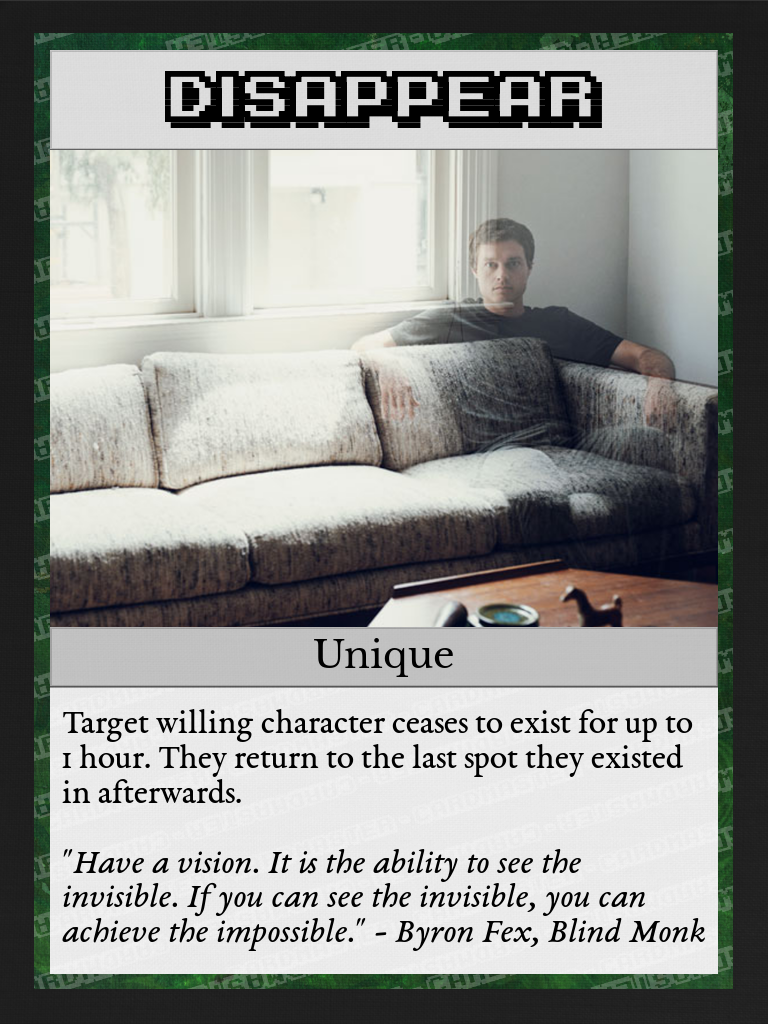 DISAPPEAR
Unique
Target willing character ceases to exist for up to
1 hour. They return to the last spot they existed
in afterwards.
"Have a vision. It is the ability to see the
invisible. If you can see the invisible, you can
achieve the impossible." - Byron Fex, Blind Monk